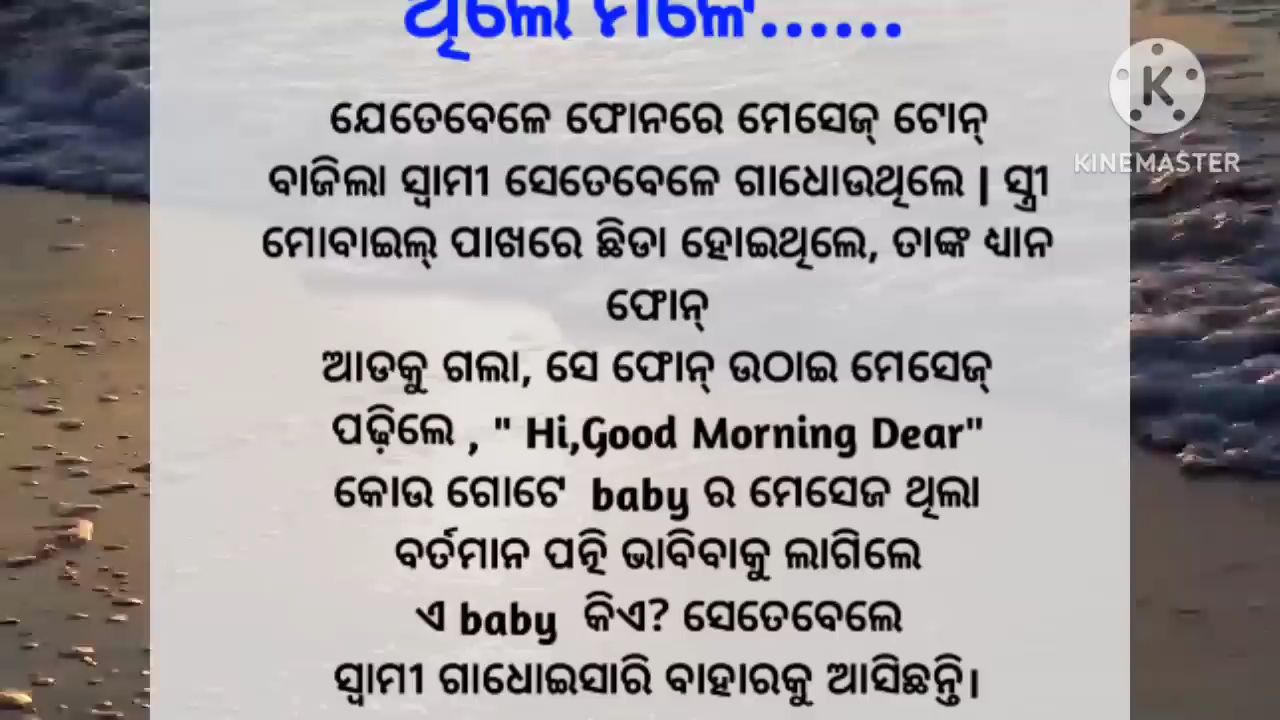 ଯେତେବେଳେ ଫୋନରେ ମେସେଜ୍ ଟୋନ୍
ବାଜିଲା ସ୍ୱାମୀ ସେତେବେଳେ ଗାଧୋଉଥିଲେ | ସ୍ତ୍ରୀ
ମୋବାଇଲ୍ ପାଖରେ ଛିଡା ହୋଇଥିଲେ, ତାଙ୍କ ଧ୍ୟାନ
ଫୋନ୍
ଆଡକୁ ଗଲା, ସେ ଫୋନ୍ ଉଠାଇ ମେସେଜ୍
ପଢ଼ିଲେ , " Hi,Good Morning Dear"
କୋଉ ଗୋଟେ baby ର ମେସେଜ ଥିଲା
ବର୍ତମାନ ପତ୍ନି ଭାବିବାକୁ ଲାଗିଲେ
ଏ baby କିଏ? ସେତେବେଲେ
ସ୍ୱାମୀ ଗାଧୋଇସାରି ବାହାରକୁ ଆସିଛନ୍ତି।
K
KINEMASTER